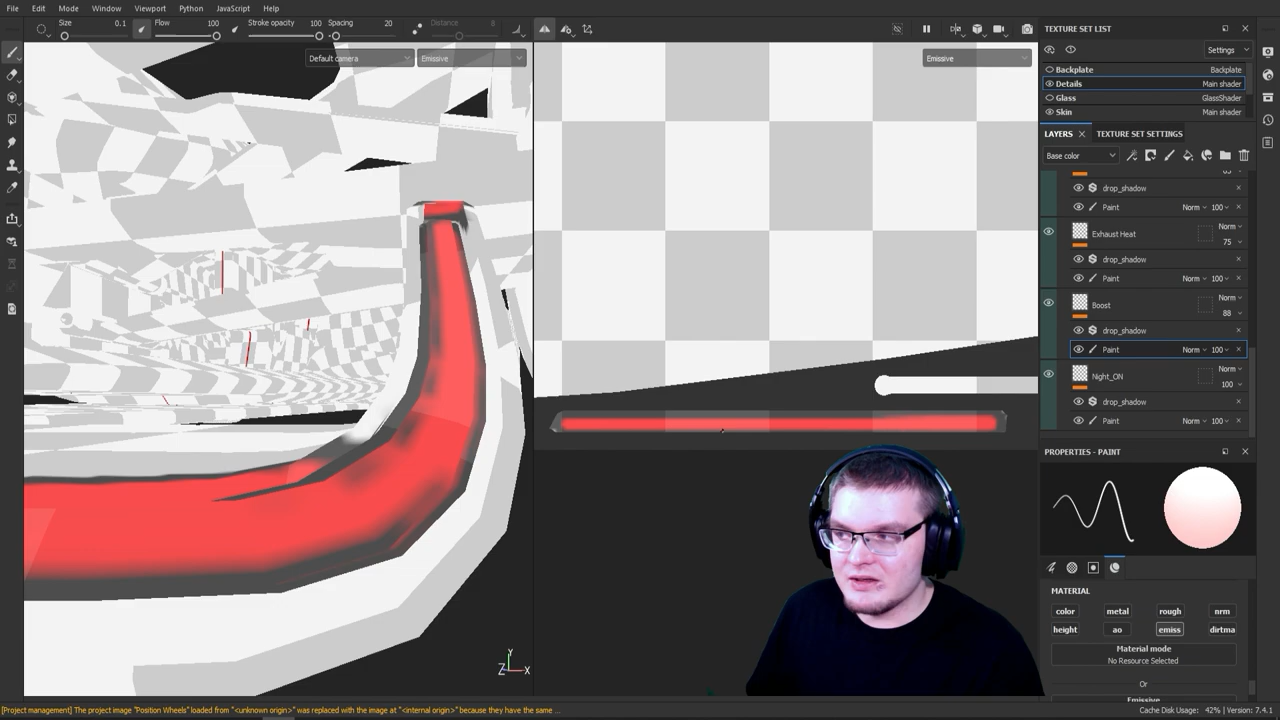 File Edit Mode Window Viewport Python JavaScript Help
Size 0.1 Flow 100 Stroke opacity 100 Spacing 20 Distance 8
Default camera Emissive
Emissive
TEXTURE SET LIST
Settings
Backplate Backplate
Details Main shader
Glass GlassShader
Skin Main shader
LAYERS TEXTURE SET SETTINGS
Base color
65
drop_shadow
Paint Norm 100
Exhaust Heat Norm
75
drop_shadow
Paint Norm 100
Boost Norm
88
drop_shadow
Paint Norm 100
Night_ON Norm
100
drop_shadow
Paint Norm 100
PROPERTIES - PAINT
MATERIAL
color metal rough nrm
height ao emiss dirtma
Material mode
No Resource Selected
Or
Emissive
Y
Z X
[Project management] The project image "Position Wheels" loaded from "<unknown origin>" was replaced with the image at "<internal origin>" because they have the same ...
Cache Disk Usage: 42% | Version: 7.4.1